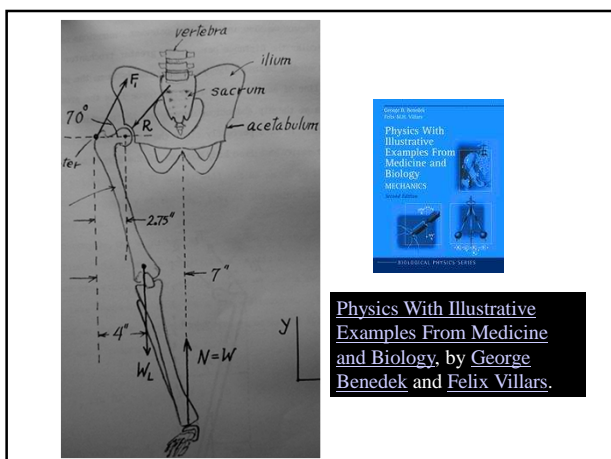 vertebra
ilium
F₁
sacrum
70°
R
acetabulum
ter
2.75"
7"
4"
y
N=W
W_L
George B. Benedek
Felix M.H. Villars
Physics With
Illustrative
Examples From
Medicine and
Biology
MECHANICS
Second Edition
BIOLOGICAL PHYSICS SERIES
Physics With Illustrative
Examples From Medicine
and Biology, by George
Benedek and Felix Villars.